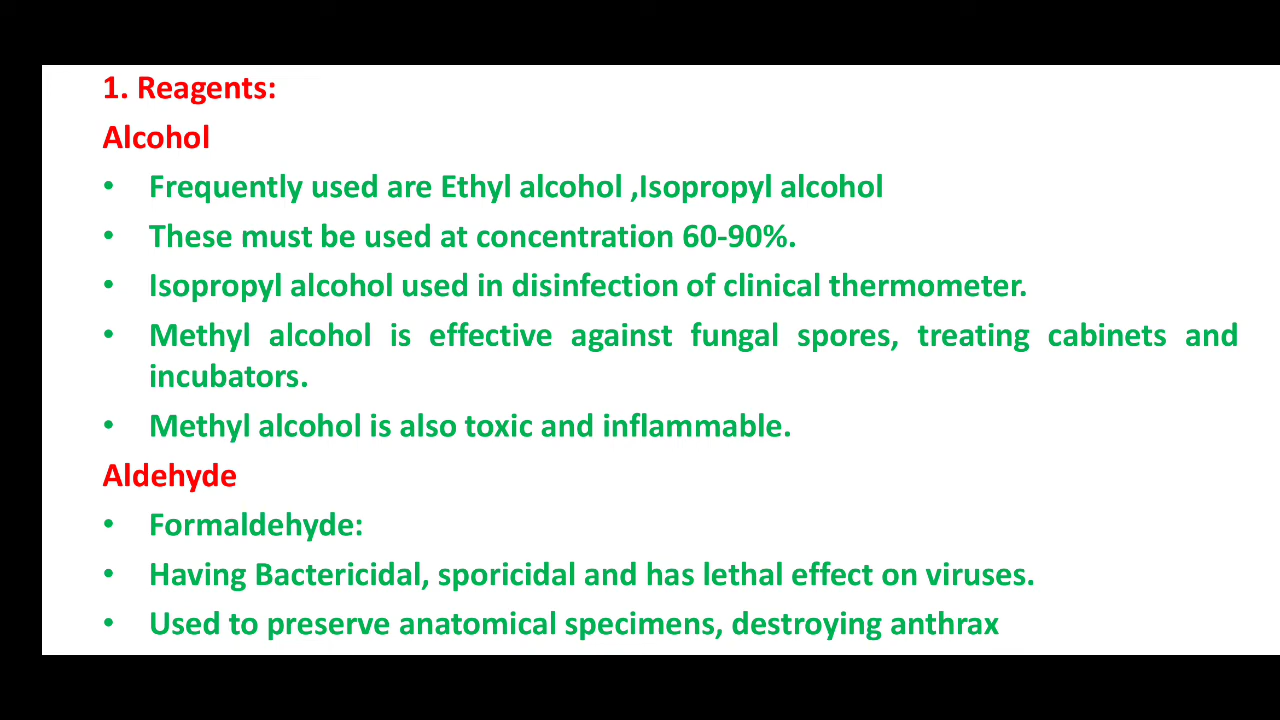 1. Reagents:
Alcohol
• Frequently used are Ethyl alcohol ,Isopropyl alcohol
• These must be used at concentration 60-90%.
• Isopropyl alcohol used in disinfection of clinical thermometer.
• Methyl alcohol is effective against fungal spores, treating cabinets and
incubators.
• Methyl alcohol is also toxic and inflammable.
Aldehyde
• Formaldehyde:
• Having Bactericidal, sporicidal and has lethal effect on viruses.
• Used to preserve anatomical specimens, destroying anthrax